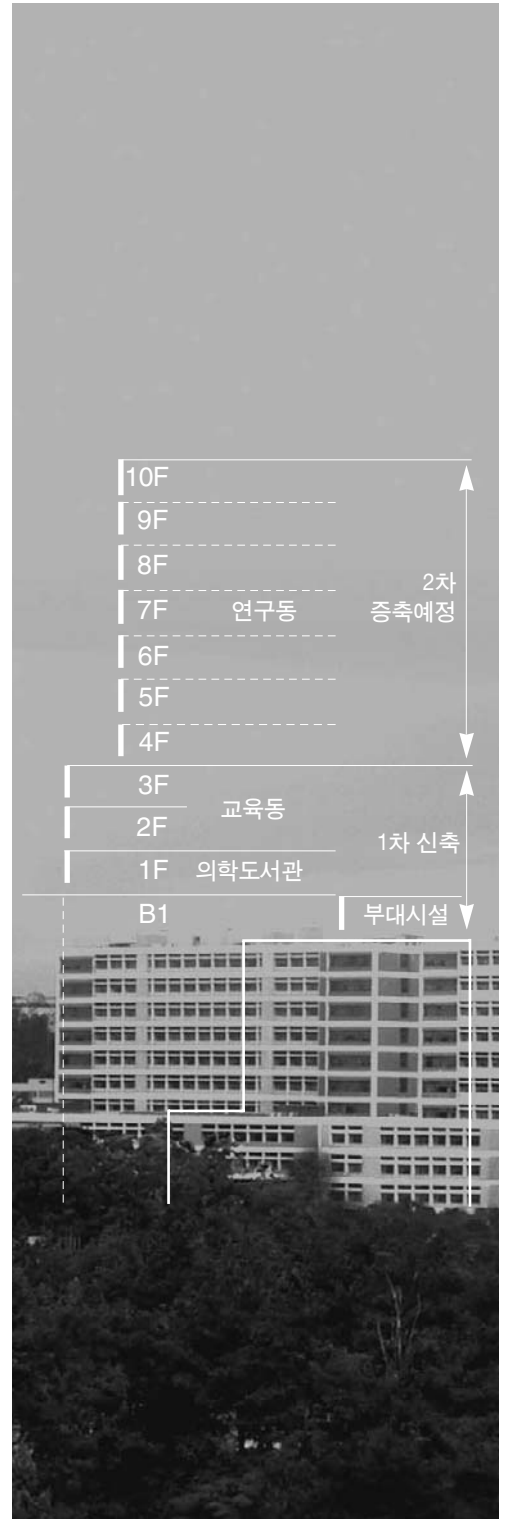 10F
9F
8F
2차
7F 연구동 증축예정
6F
5F
4F
3F
교육동
2F
1차 신축
1F 의학도서관
B1 부대시설